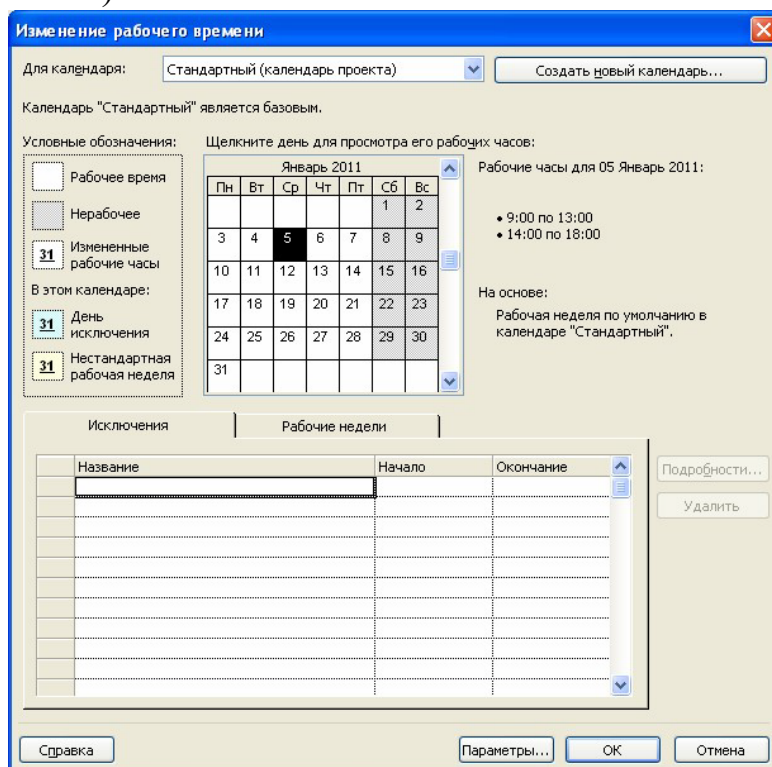 )
Изменение рабочего времени
Для календаря: Стандартный (календарь проекта) Создать новый календарь...
Календарь "Стандартный" является базовым.
Условные обозначения:
Рабочее время
Нерабочее
31 Измененные
рабочие часы
В этом календаре:
31 День
исключения
31 Нестандартная
рабочая неделя
Щелкните день для просмотра его рабочих часов:
Январь 2011
Пн Вт Ср Чт Пт Сб Вс
1 2
3 4 5 6 7 8 9
10 11 12 13 14 15 16
17 18 19 20 21 22 23
24 25 26 27 28 29 30
31
Рабочие часы для 05 Январь 2011:
• 9:00 по 13:00
• 14:00 по 18:00
На основе:
Рабочая неделя по умолчанию в
календаре "Стандартный".
Исключения Рабочие недели
Название Начало Окончание
Подробности...
Удалить
Справка Параметры... ОК Отмена